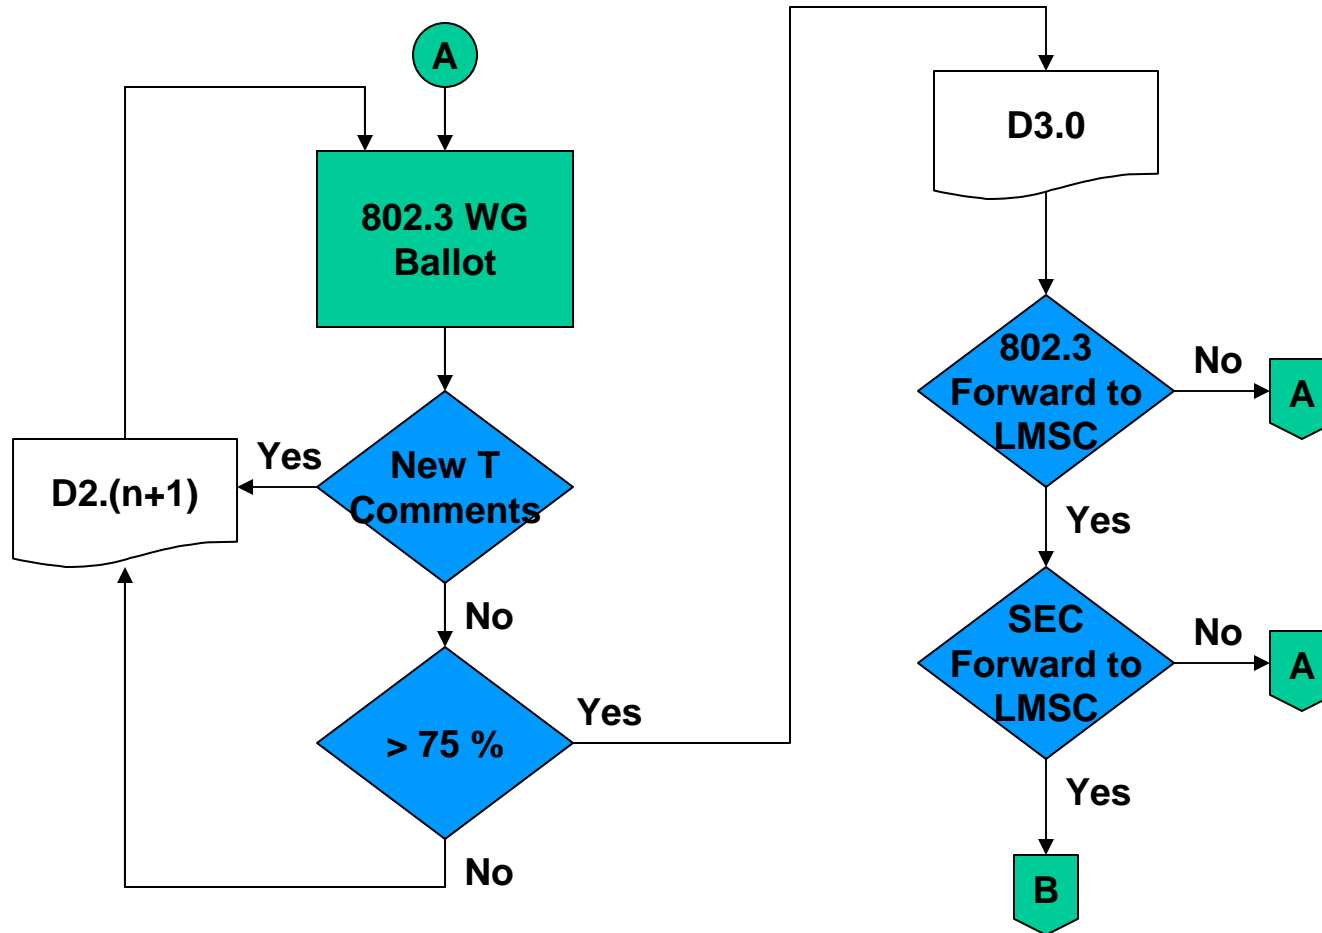 A
802.3 WG
Ballot
Yes
New T
Comments
D2.(n+1)
No
> 75 %
Yes
No
D3.0
802.3
Forward to
LMSC
No
A
Yes
SEC
Forward to
LMSC
No
A
Yes
B